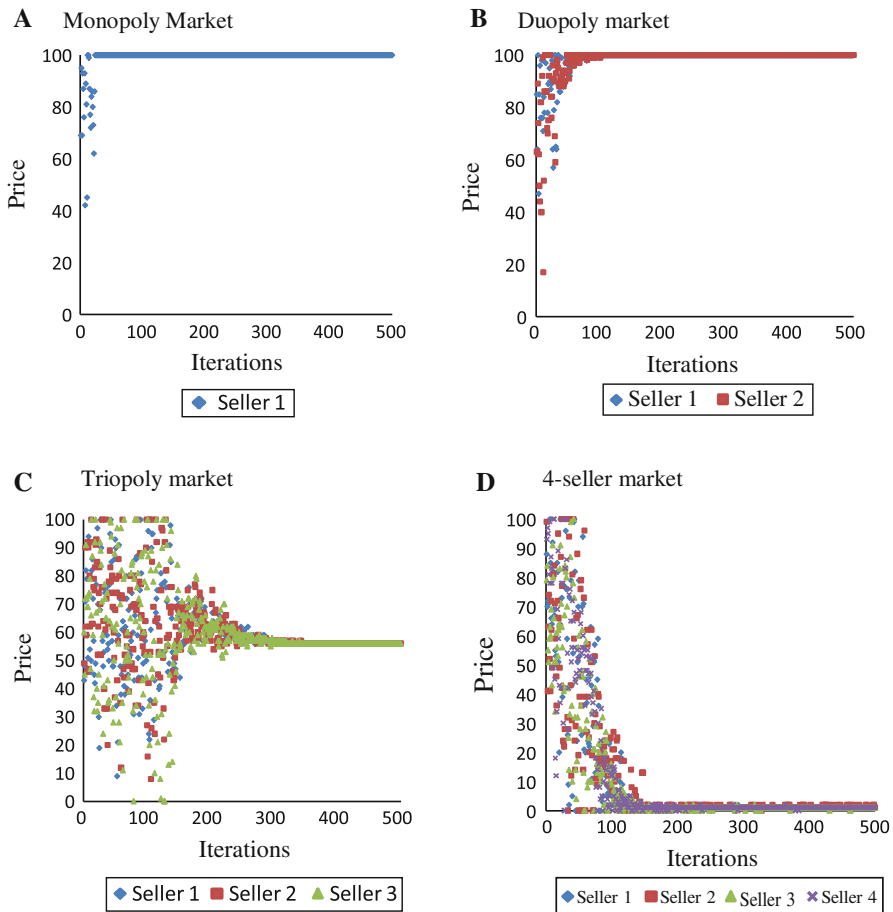 A Monopoly Market
100
80
60
40
20
0
Price
0 100 200 300 400 500
Iterations
Seller 1
B Duopoly market
100
80
60
40
20
0
Price
0 100 200 300 400 500
Iterations
Seller 1 Seller 2
C Triopoly market
100
90
80
70
60
50
40
30
20
10
0
Price
0 100 200 300 400 500
Iterations
Seller 1 Seller 2 Seller 3
D 4-seller market
100
90
80
70
60
50
40
30
20
10
0
Price
0 100 200 300 400 500
Iterations
Seller 1 Seller 2 Seller 3 Seller 4